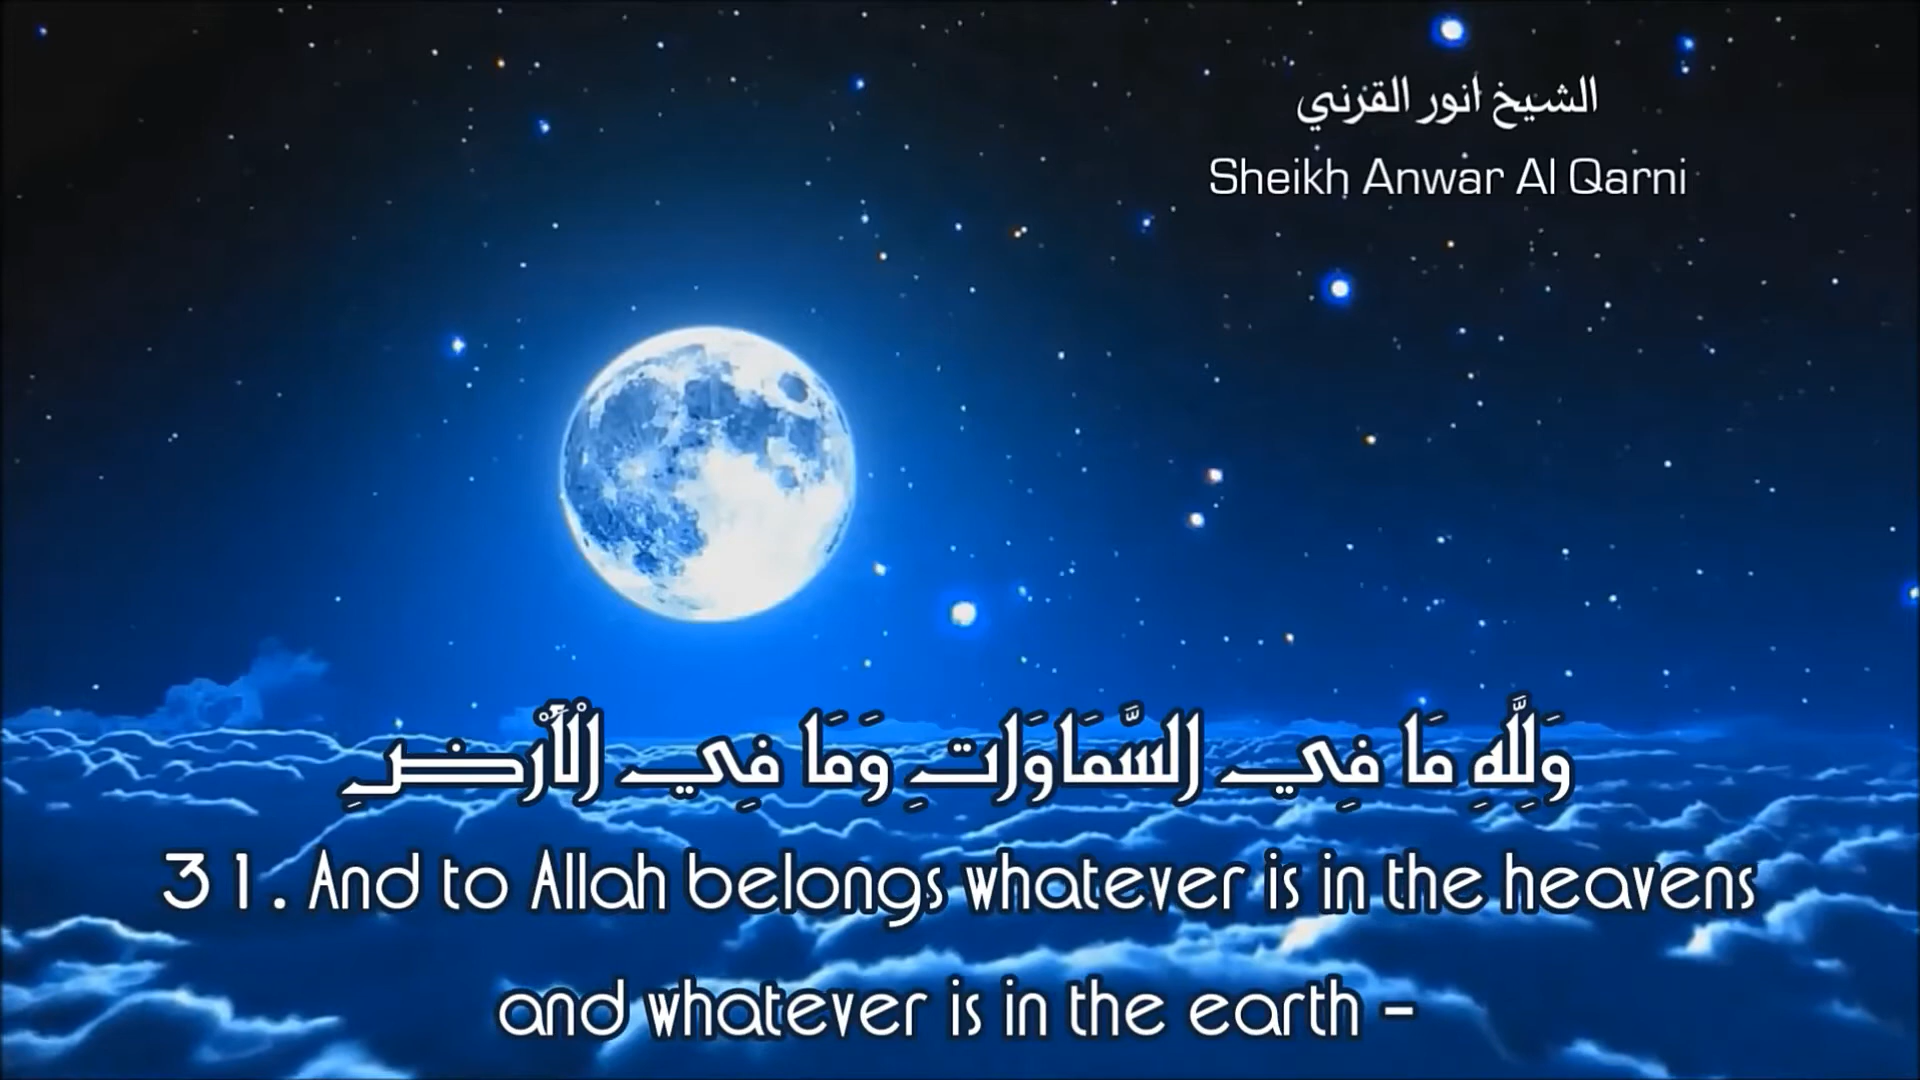 الشيخ انور القرني
Sheikh Anwar Al Qarni
وَلِلَّهِ مَا فِي السَّمَاوَاتِ وَمَا فِي الْأَرْضِ
31. And to Allah belongs whatever is in the heavens
and whatever is in the earth -